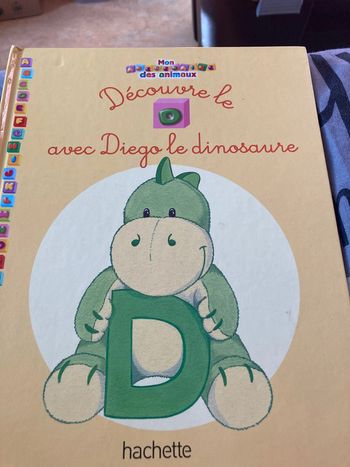 Mon
des animaux
Découvre le
D
avec Diego le dinosaure
D
hachette